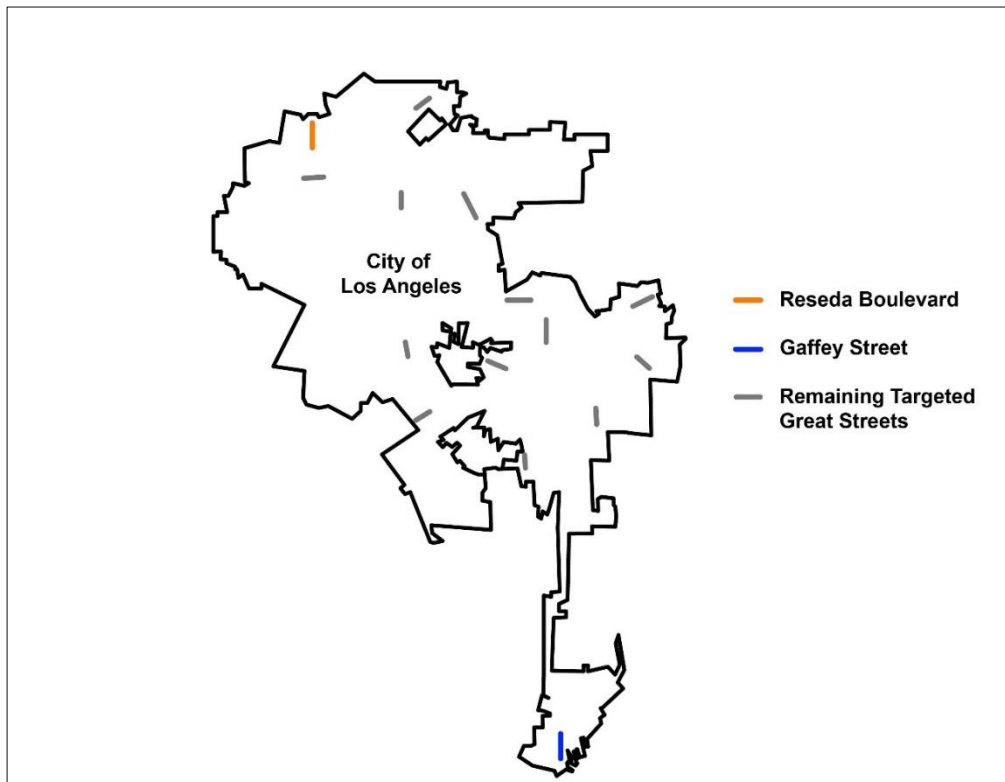 City of
Los Angeles
Reseda Boulevard
Gaffey Street
Remaining Targeted
Great Streets